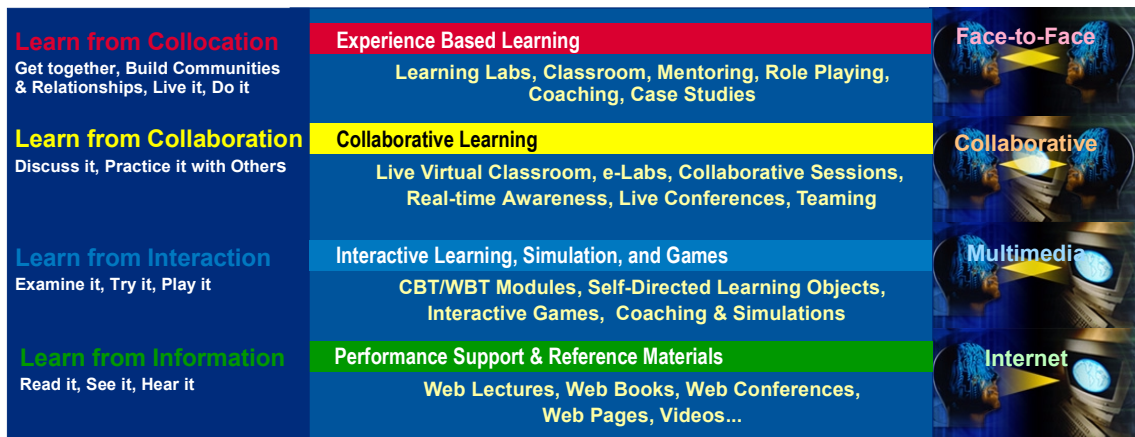 Learn from Collocation
Get together, Build Communities
& Relationships, Live it, Do it
Experience Based Learning
Learning Labs, Classroom, Mentoring, Role Playing,
Coaching, Case Studies
Face-to-Face
Learn from Collaboration
Discuss it, Practice it with Others
Collaborative Learning
Live Virtual Classroom, e-Labs, Collaborative Sessions,
Real-time Awareness, Live Conferences, Teaming
Collaborative
Learn from Interaction
Examine it, Try it, Play it
Interactive Learning, Simulation, and Games
CBT/WBT Modules, Self-Directed Learning Objects,
Interactive Games, Coaching & Simulations
Multimedia
Learn from Information
Read it, See it, Hear it
Performance Support & Reference Materials
Web Lectures, Web Books, Web Conferences,
Web Pages, Videos...
Internet